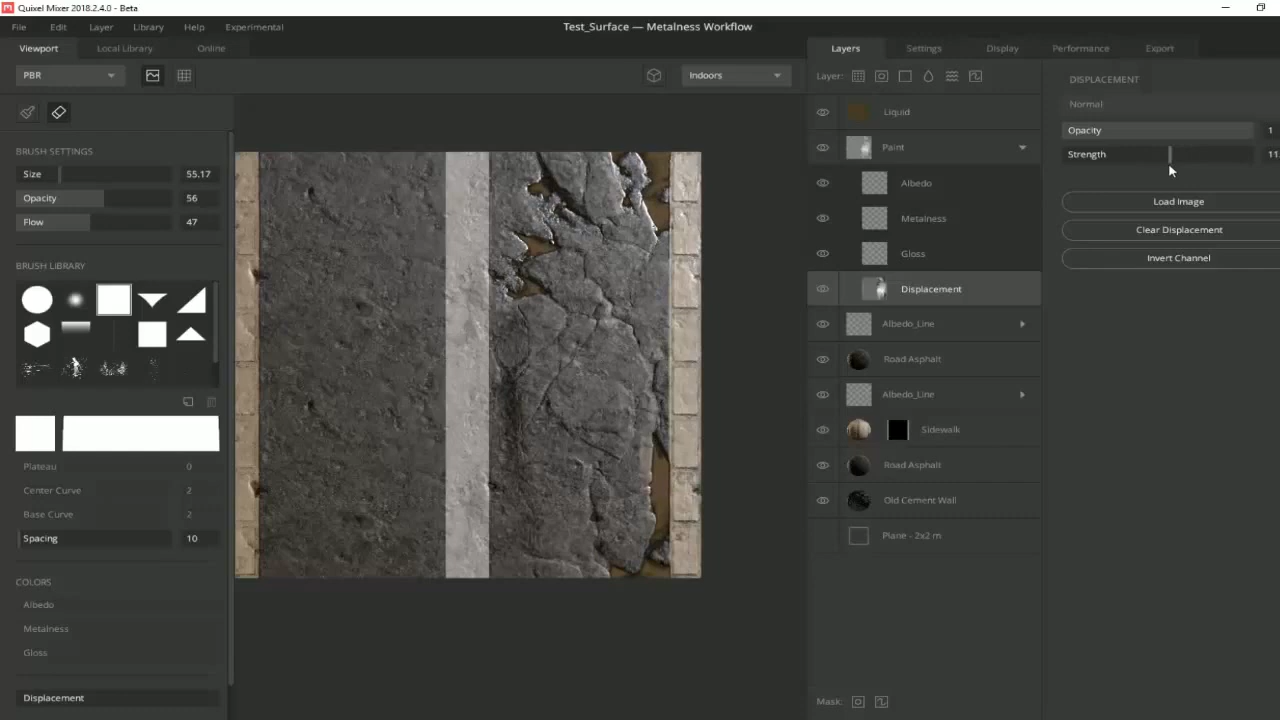 Quixel Mixer 2018.2.4.0 - Beta
File Edit Layer Library Help Experimental
Test_Surface — Metalness Workflow
Viewport Local Library Online
Layers Settings Display Performance Export
PBR
Indoors
Layer:
DISPLACEMENT
Normal
Opacity 1
Strength 11
Load Image
Clear Displacement
Invert Channel
BRUSH SETTINGS
Size 55.17
Opacity 56
Flow 47
BRUSH LIBRARY
Plateau 0
Center Curve 2
Base Curve 2
Spacing 10
COLORS
Albedo
Metalness
Gloss
Displacement
Liquid
Paint
Albedo
Metalness
Gloss
Displacement
Albedo_Line
Road Asphalt
Albedo_Line
Sidewalk
Road Asphalt
Old Cement Wall
Plane - 2x2 m
Mask: